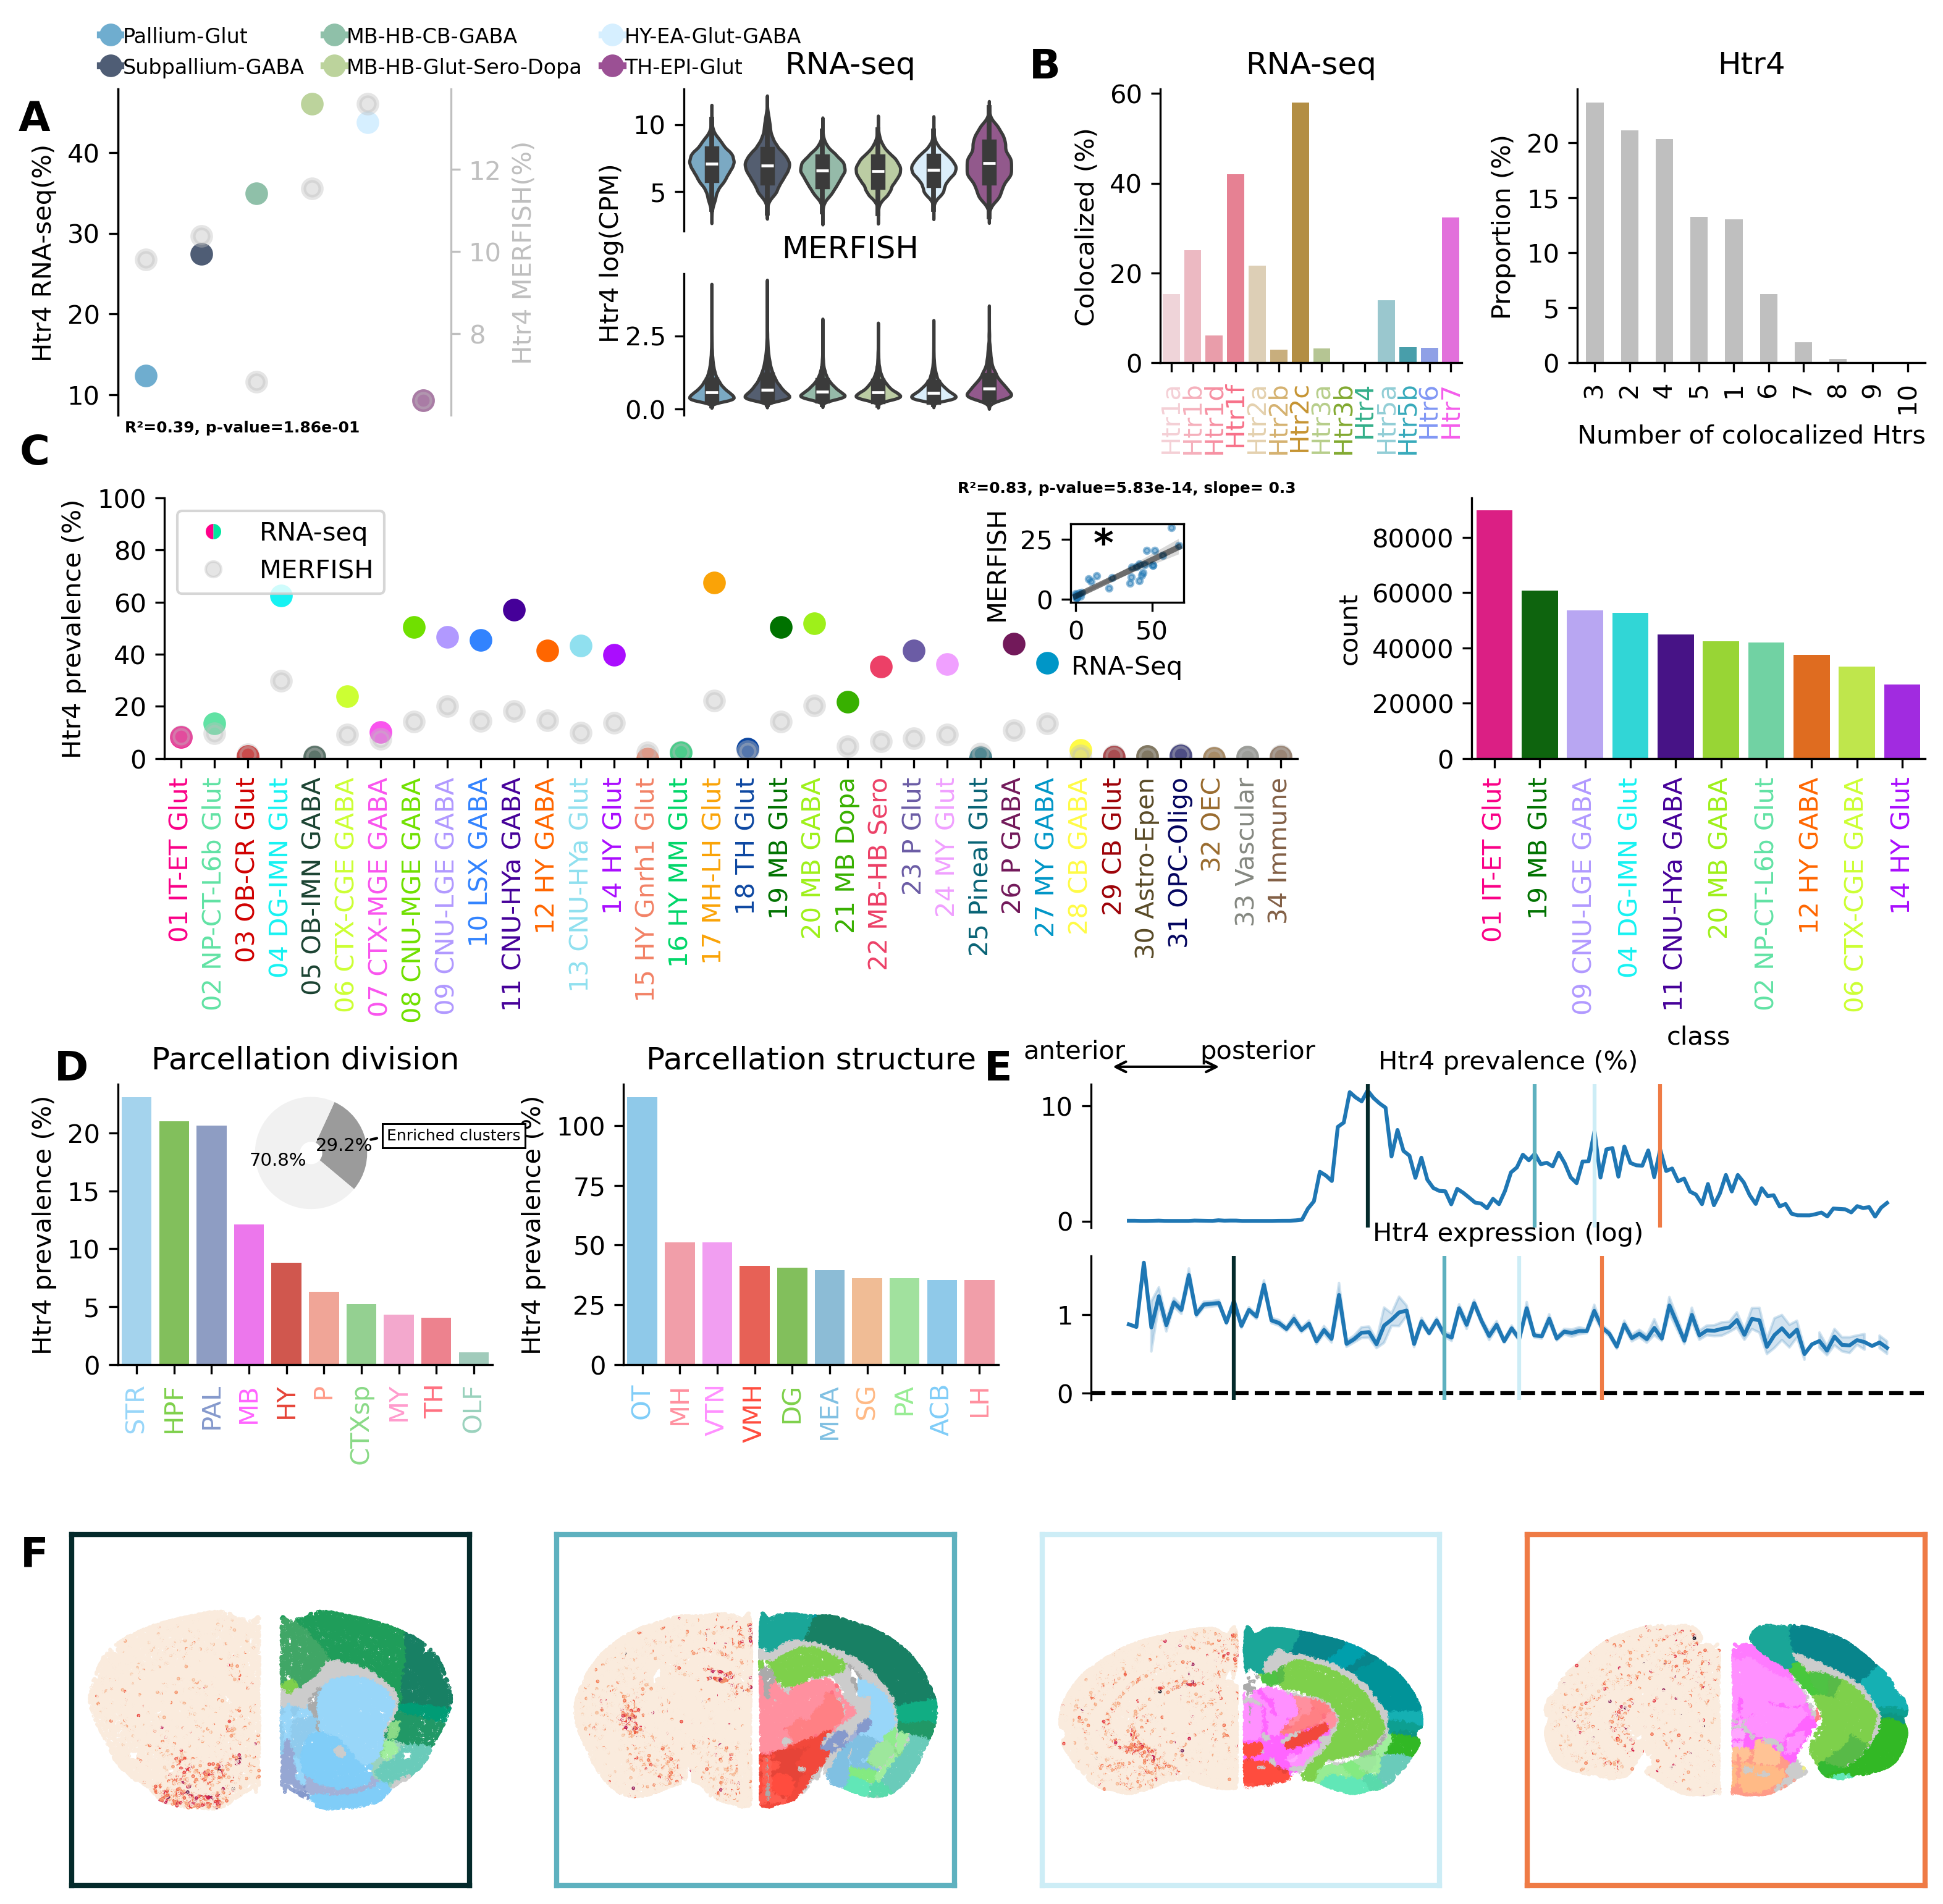 Pallium-Glut
MB-HB-CB-GABA
HY-EA-Glut-GABA
Subpallium-GABA
MB-HB-Glut-Sero-Dopa
TH-EPI-Glut
A
Htr4 RNA-seq(%)
40
30
20
10
12
10
8
Htr4 MERFISH(%)
R²=0.39, p-value=1.86e-01
RNA-seq
Htr4 log(CPM)
10
5
MERFISH
2.5
0.0
B
RNA-seq
Colocalized (%)
60
40
20
0
Htr1a
Htr1b
Htr1d
Htr1f
Htr2a
Htr2b
Htr2c
Htr3a
Htr3b
Htr4
Htr5a
Htr5b
Htr6
Htr7
Htr4
Proportion (%)
20
15
10
5
0
3
2
4
5
1
6
7
8
9
10
Number of colocalized Htrs
C
Htr4 prevalence (%)
100
80
60
40
20
0
RNA-seq
MERFISH
R²=0.83, p-value=5.83e-14, slope= 0.3
MERFISH
25
0
*
0
50
RNA-Seq
01 IT-ET Glut
02 NP-CT-L6b Glut
03 OB-CR Glut
04 DG-IMN Glut
05 OB-IMN GABA
06 CTX-CGE GABA
07 CTX-MGE GABA
08 CNU-MGE GABA
09 CNU-LGE GABA
10 LSX GABA
11 CNU-HYa GABA
12 HY GABA
13 CNU-HYa Glut
14 HY Glut
15 HY Gnrh1 Glut
16 HY MM Glut
17 MH-LH Glut
18 TH Glut
19 MB Glut
20 MB GABA
21 MB Dopa
22 MB-HB Sero
23 P Glut
24 MY Glut
25 Pineal Glut
26 P GABA
27 MY GABA
28 CB GABA
29 CB Glut
30 Astro-Epen
31 OPC-Oligo
32 OEC
33 Vascular
34 Immune
count
80000
60000
40000
20000
0
01 IT-ET Glut
19 MB Glut
09 CNU-LGE GABA
04 DG-IMN Glut
11 CNU-HYa GABA
20 MB GABA
02 NP-CT-L6b Glut
12 HY GABA
06 CTX-CGE GABA
14 HY Glut
class
D
Parcellation division
Htr4 prevalence (%)
20
15
10
5
0
70.8%
29.2%
Enriched clusters
STR
HPF
PAL
MB
HY
P
CTXsp
MY
TH
OLF
Parcellation structure
Htr4 prevalence (%)
100
75
50
25
0
OT
MH
VTN
VMH
DG
MEA
SG
PA
ACB
LH
E
anterior
posterior
Htr4 prevalence (%)
10
0
Htr4 expression (log)
1
0
F